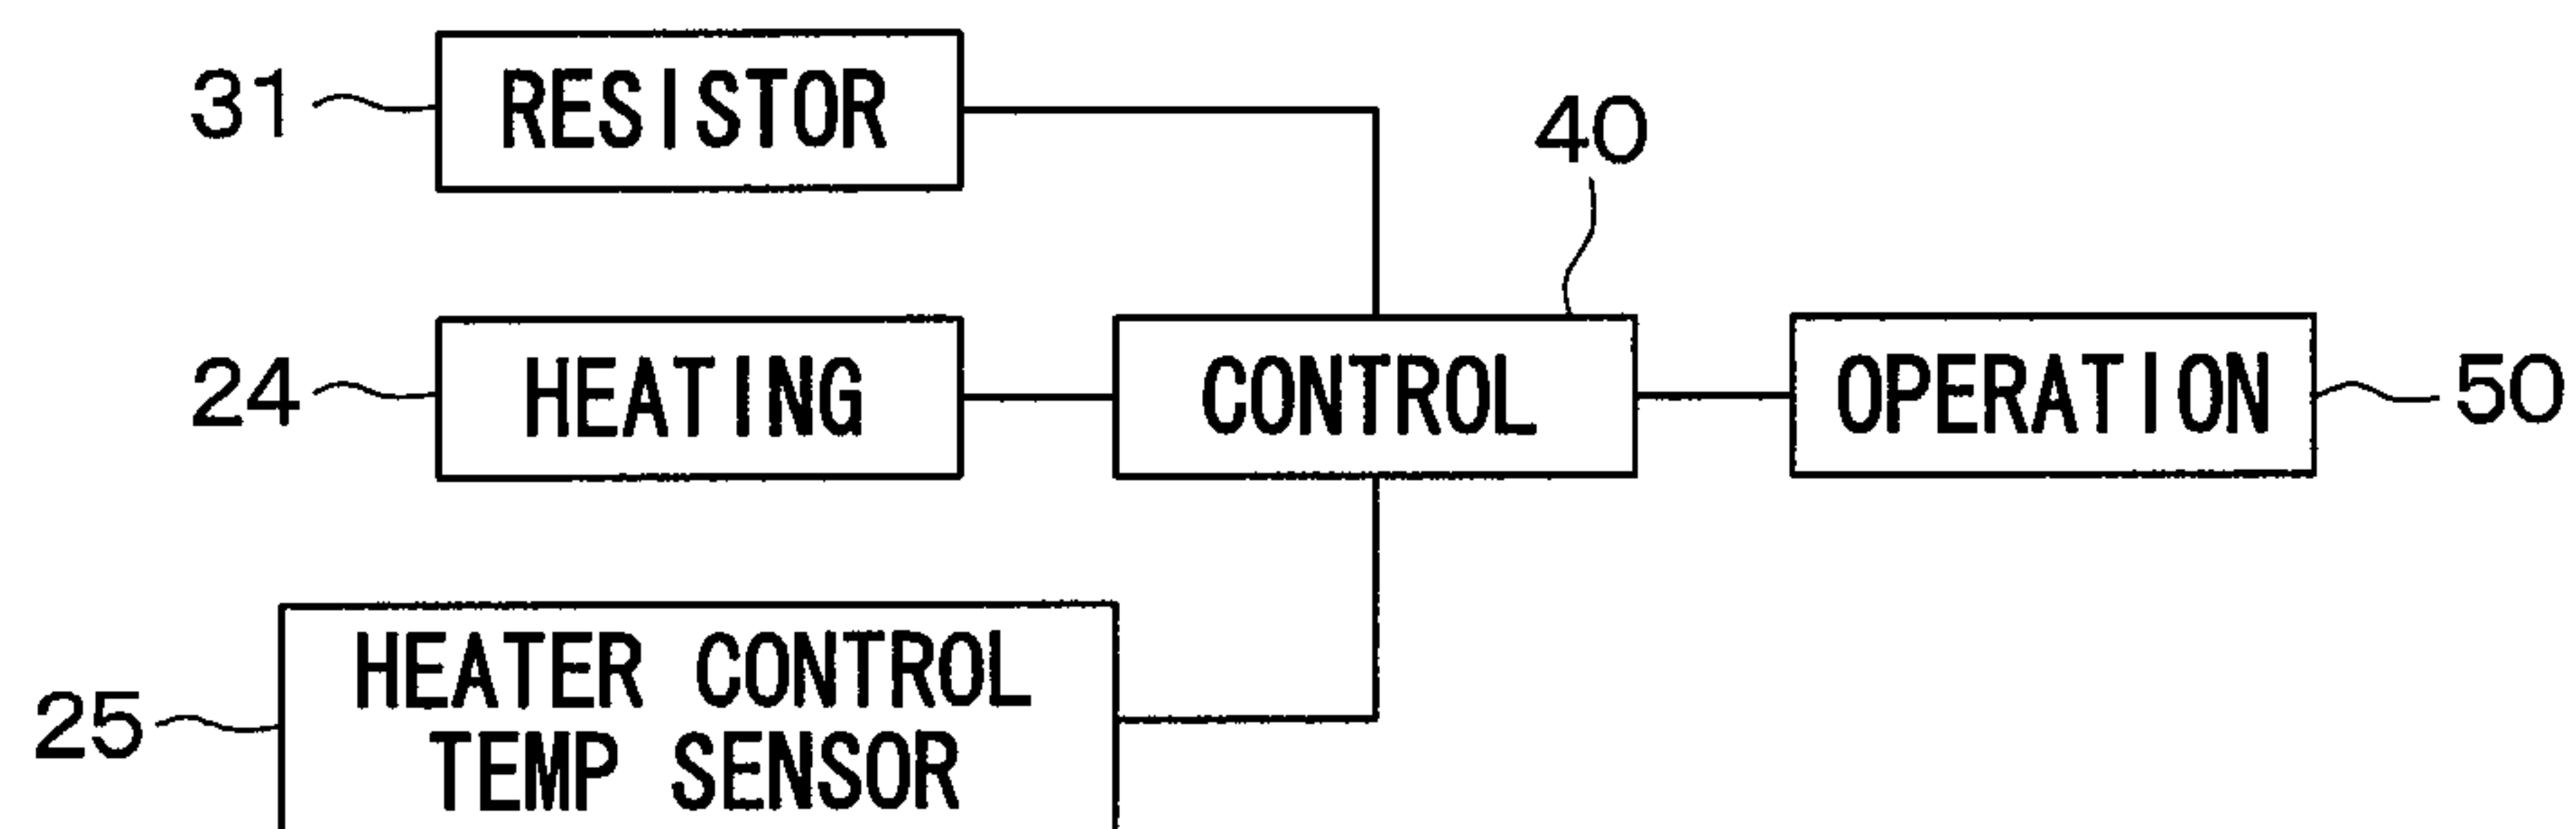 31 RESISTOR
40
24 HEATING CONTROL OPERATION 50
25 HEATER CONTROL
TEMP SENSOR